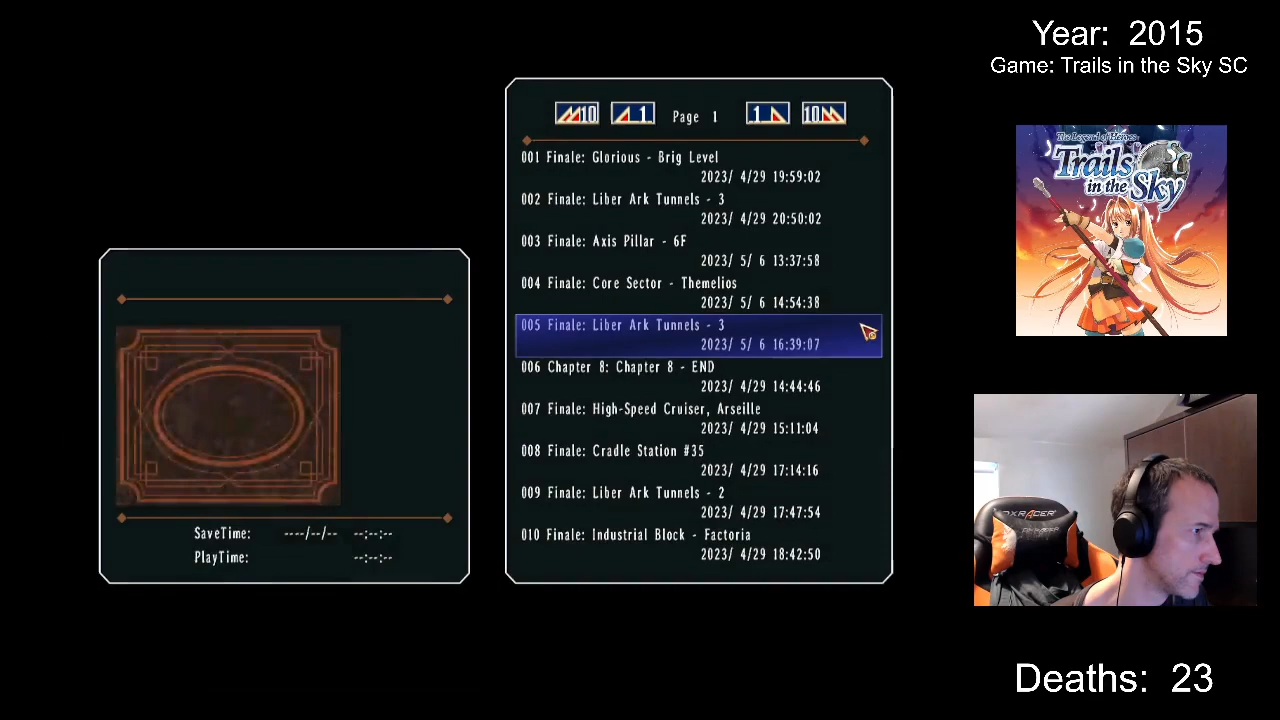 Year: 2015
Game: Trails in the Sky SC
10 1 Page 1 1 10
001 Finale: Glorious - Brig Level
2023/ 4/29 19:59:02
002 Finale: Liber Ark Tunnels - 3
2023/ 4/29 20:50:02
003 Finale: Axis Pillar - 6F
2023/ 5/ 6 13:37:58
004 Finale: Core Sector - Themelios
2023/ 5/ 6 14:54:38
005 Finale: Liber Ark Tunnels - 3
2023/ 5/ 6 16:39:07
006 Chapter 8: Chapter 8 - END
2023/ 4/29 14:44:46
007 Finale: High-Speed Cruiser, Arseille
2023/ 4/29 15:11:04
008 Finale: Cradle Station #35
2023/ 4/29 17:14:16
009 Finale: Liber Ark Tunnels - 2
2023/ 4/29 17:47:54
010 Finale: Industrial Block - Factoria
2023/ 4/29 18:42:50
SaveTime: ----/--/-- --:--:--
PlayTime: --:--:--
The Legend of Heroes
Trails
in the Sky
SC
DXRACER
Deaths: 23